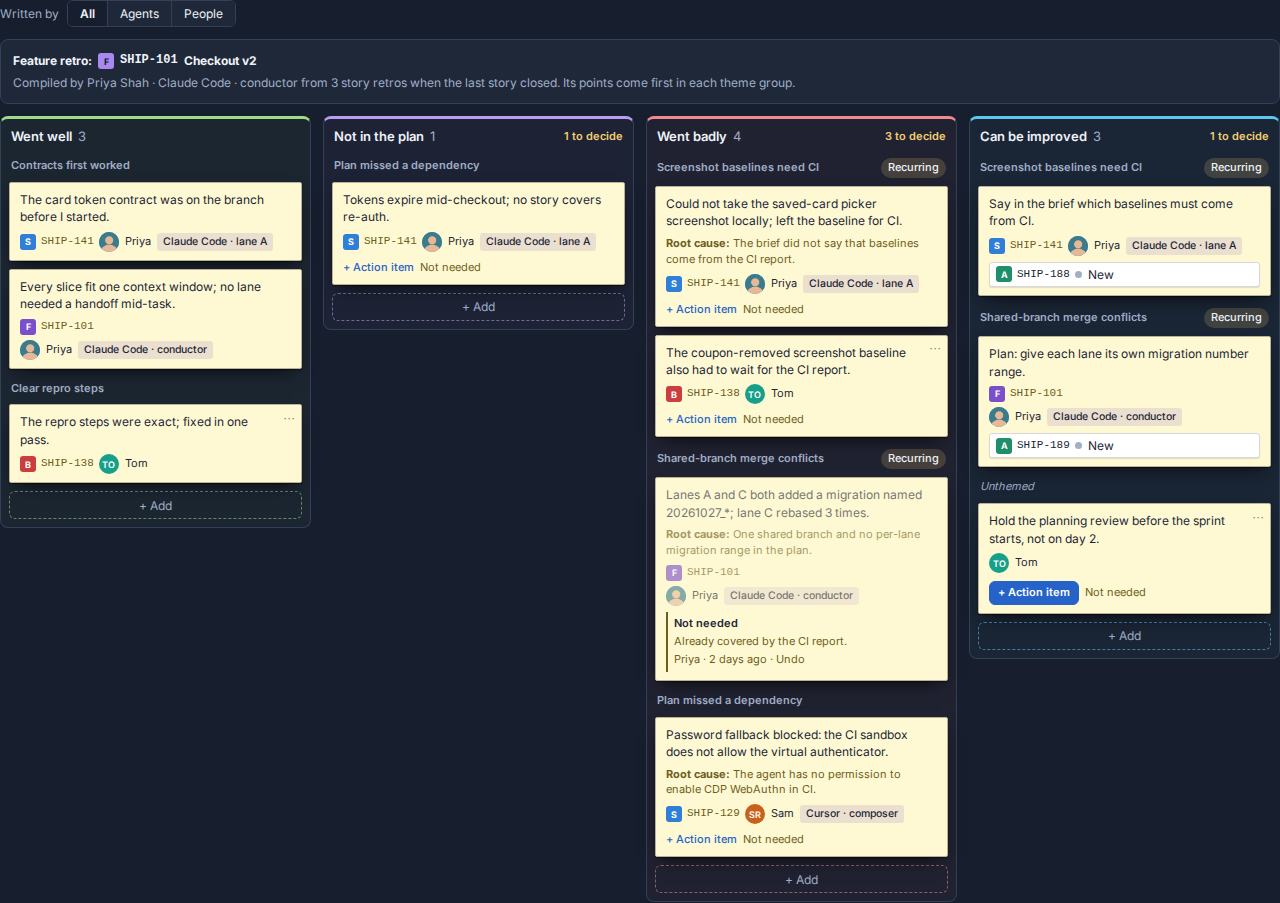 Written by All Agents People
Feature retro: F SHIP-101 Checkout v2
Compiled by Priya Shah · Claude Code · conductor from 3 story retros when the last story closed. Its points come first in each theme group.
Went well 3
Contracts first worked
The card token contract was on the branch
before I started.
S SHIP-141 Priya Claude Code · lane A
Every slice fit one context window; no lane
needed a handoff mid-task.
F SHIP-101
Priya Claude Code · conductor
Clear repro steps
The repro steps were exact; fixed in one
pass.
...
B SHIP-138 TO Tom
+ Add
Not in the plan 1 1 to decide
Plan missed a dependency
Tokens expire mid-checkout; no story covers
re-auth.
S SHIP-141 Priya Claude Code · lane A
+ Action item Not needed
+ Add
Went badly 4 3 to decide
Screenshot baselines need CI Recurring
Could not take the saved-card picker
screenshot locally; left the baseline for CI.
Root cause: The brief did not say that baselines
come from the CI report.
S SHIP-141 Priya Claude Code · lane A
+ Action item Not needed
The coupon-removed screenshot baseline
also had to wait for the CI report.
...
B SHIP-138 TO Tom
+ Action item Not needed
Shared-branch merge conflicts Recurring
Lanes A and C both added a migration named
20261027_*; lane C rebased 3 times.
Root cause: One shared branch and no per-lane
migration range in the plan.
F SHIP-101
Priya Claude Code · conductor
Not needed
Already covered by the CI report.
Priya · 2 days ago · Undo
Plan missed a dependency
Password fallback blocked: the CI sandbox
does not allow the virtual authenticator.
Root cause: The agent has no permission to
enable CDP WebAuthn in CI.
S SHIP-129 SR Sam Cursor · composer
+ Action item Not needed
+ Add
Can be improved 3 1 to decide
Screenshot baselines need CI Recurring
Say in the brief which baselines must come
from CI.
S SHIP-141 Priya Claude Code · lane A
A SHIP-188 New
Shared-branch merge conflicts Recurring
Plan: give each lane its own migration number
range.
F SHIP-101
Priya Claude Code · conductor
A SHIP-189 New
Unthemed
Hold the planning review before the sprint
starts, not on day 2.
...
TO Tom
+ Action item Not needed
+ Add